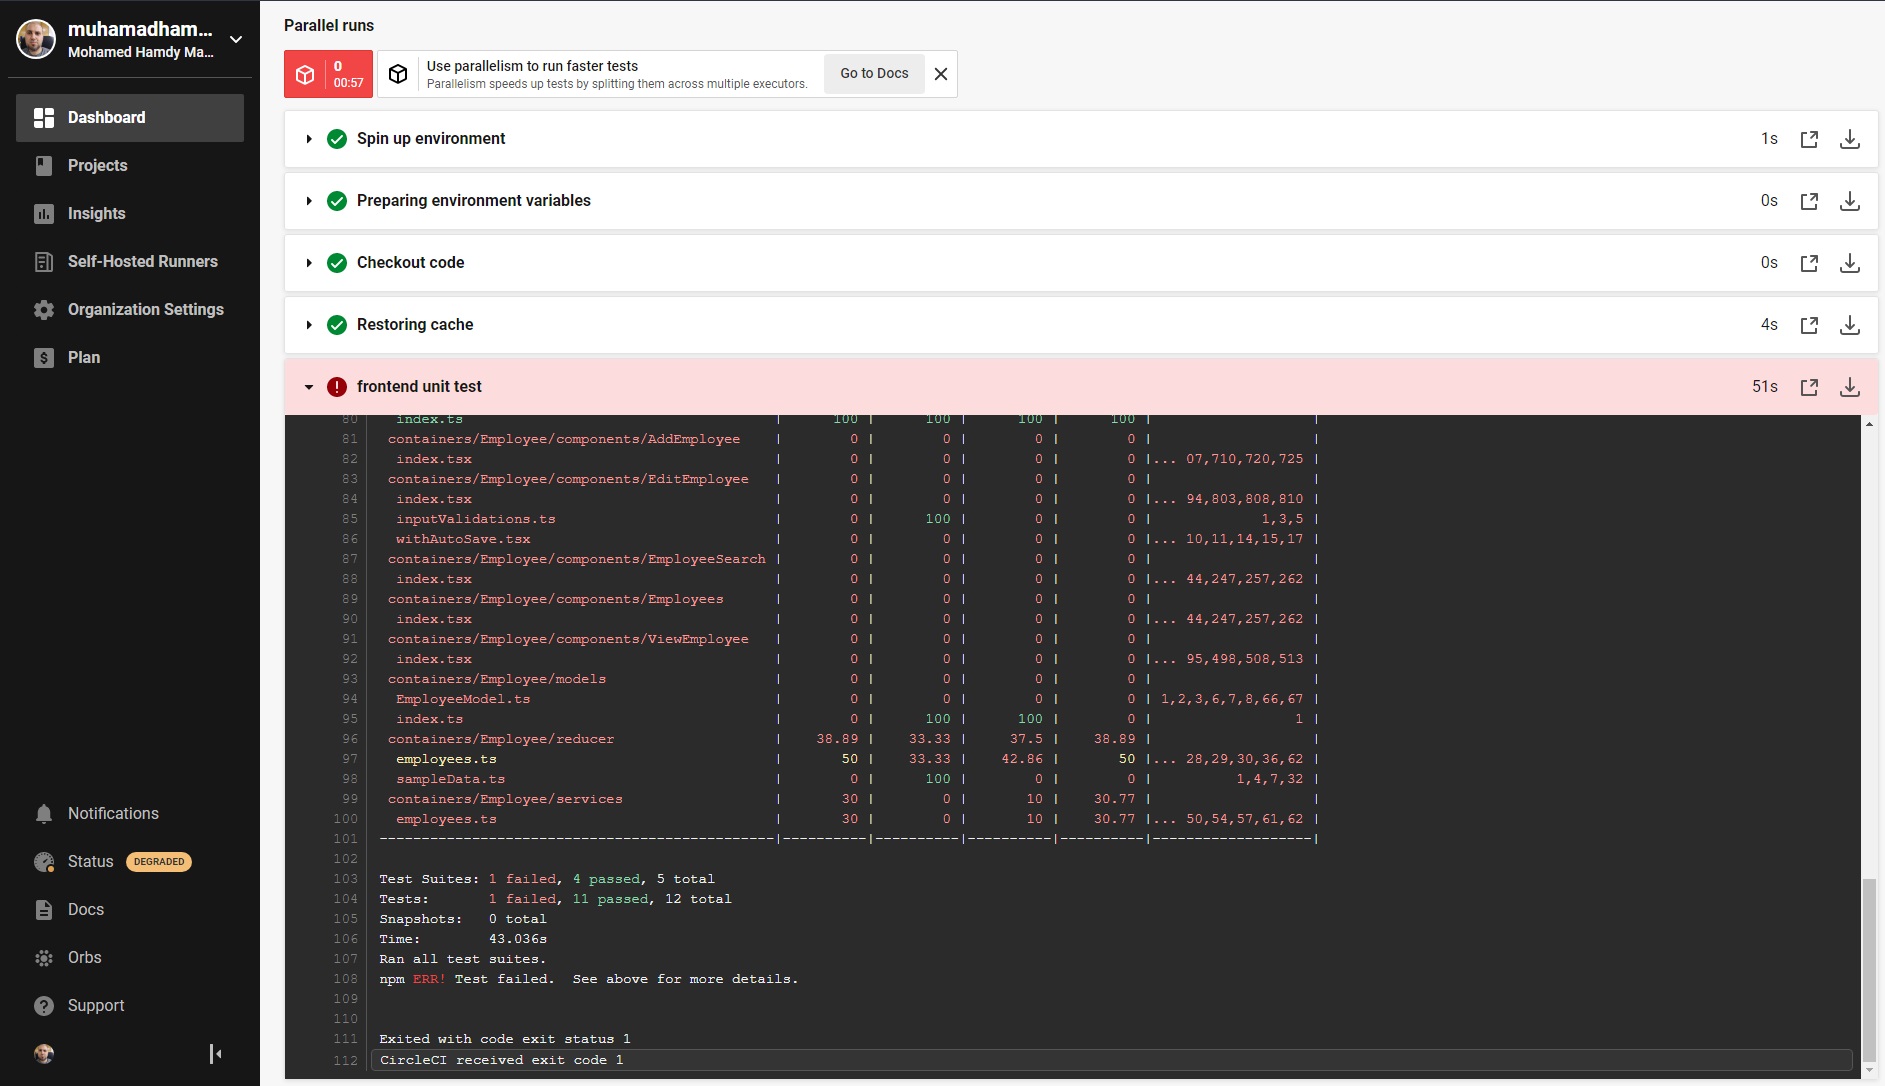 muhamadham...
Mohamed Hamdy Ma...
Dashboard
Projects
Insights
Self-Hosted Runners
Organization Settings
Plan
Notifications
Status DEGRADED
Docs
Orbs
Support
Parallel runs
0
00:57
Use parallelism to run faster tests
Parallelism speeds up tests by splitting them across multiple executors.
Go to Docs
Spin up environment 1s
Preparing environment variables 0s
Checkout code 0s
Restoring cache 4s
frontend unit test 51s
80 index.ts | 100 | 100 | 100 | 100 | |
81 containers/Employee/components/AddEmployee | 0 | 0 | 0 | 0 | |
82 index.tsx | 0 | 0 | 0 | 0 |... 07,710,720,725 |
83 containers/Employee/components/EditEmployee | 0 | 0 | 0 | 0 | |
84 index.tsx | 0 | 0 | 0 | 0 |... 94,803,808,810 |
85 inputValidations.ts | 0 | 100 | 0 | 0 | 1,3,5 |
86 withAutoSave.tsx | 0 | 0 | 0 | 0 |... 10,11,14,15,17 |
87 containers/Employee/components/EmployeeSearch | 0 | 0 | 0 | 0 | |
88 index.tsx | 0 | 0 | 0 | 0 |... 44,247,257,262 |
89 containers/Employee/components/Employees | 0 | 0 | 0 | 0 | |
90 index.tsx | 0 | 0 | 0 | 0 |... 44,247,257,262 |
91 containers/Employee/components/ViewEmployee | 0 | 0 | 0 | 0 | |
92 index.tsx | 0 | 0 | 0 | 0 |... 95,498,508,513 |
93 containers/Employee/models | 0 | 0 | 0 | 0 | |
94 EmployeeModel.ts | 0 | 0 | 0 | 0 | 1,2,3,6,7,8,66,67 |
95 index.ts | 0 | 100 | 100 | 0 | 1 |
96 containers/Employee/reducer | 38.89 | 33.33 | 37.5 | 38.89 | |
97 employees.ts | 50 | 33.33 | 42.86 | 50 |... 28,29,30,36,62 |
98 sampleData.ts | 0 | 100 | 0 | 0 | 1,4,7,32 |
99 containers/Employee/services | 30 | 0 | 10 | 30.77 | |
100 employees.ts | 30 | 0 | 10 | 30.77 |... 50,54,57,61,62 |
101 -----------------------------------------------|----------|----------|----------|----------|-------------------|
102
103 Test Suites: 1 failed, 4 passed, 5 total
104 Tests: 1 failed, 11 passed, 12 total
105 Snapshots: 0 total
106 Time: 43.036s
107 Ran all test suites.
108 npm ERR! Test failed. See above for more details.
109
110
111 Exited with code exit status 1
112 CircleCI received exit code 1